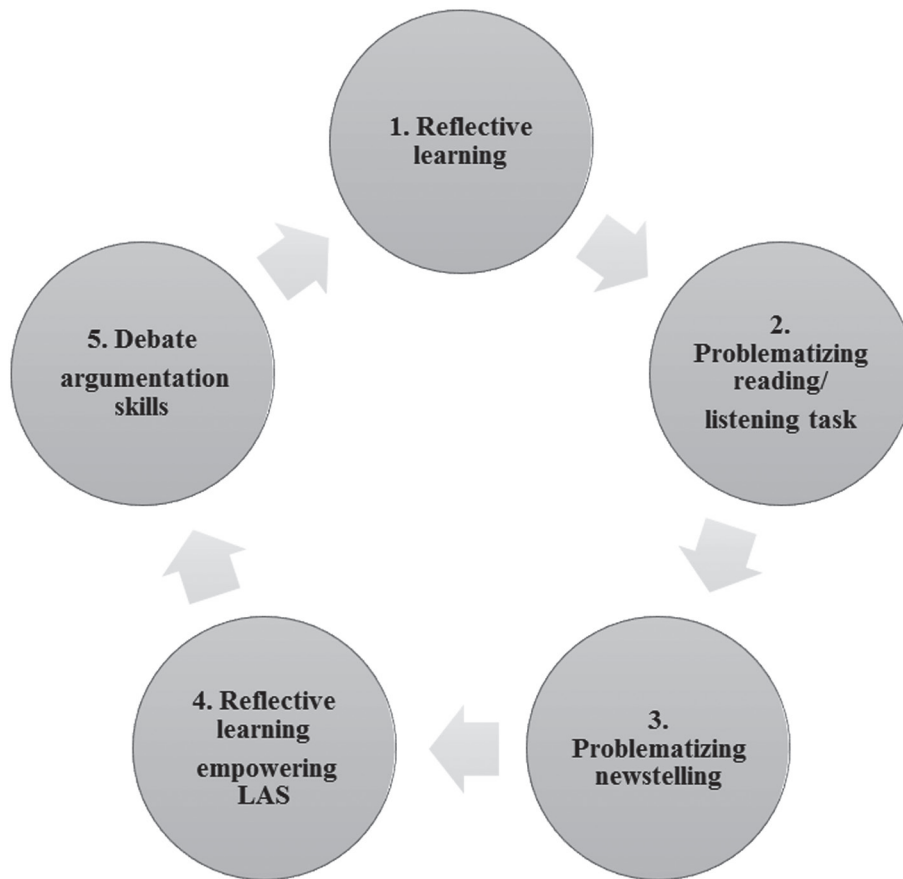 1. Reflective
learning
2.
Problematizing
reading/
listening task
3.
Problematizing
newstelling
4. Reflective
learning
empowering
LAS
5. Debate
argumentation
skills